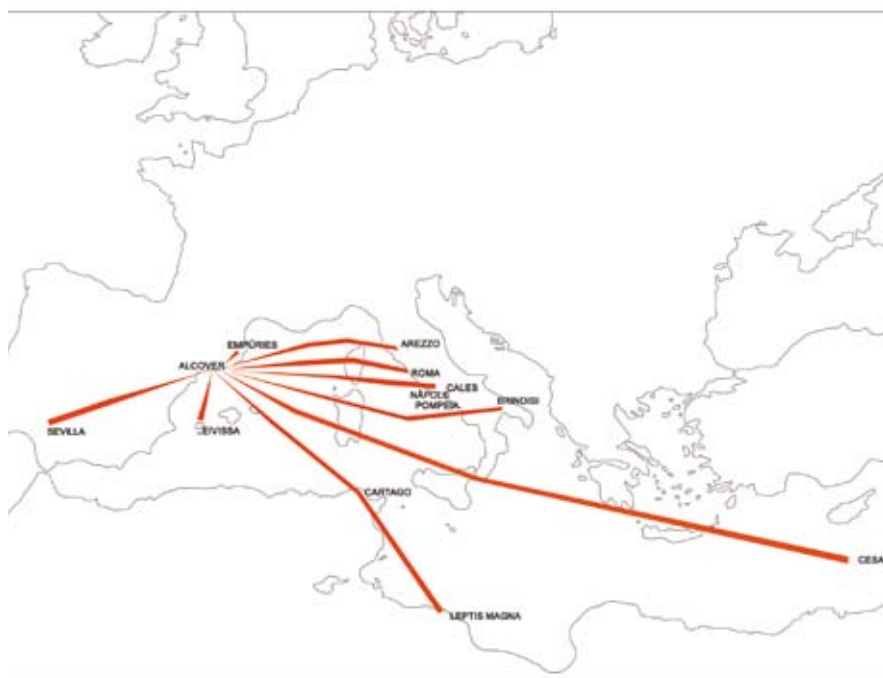 EMPÚRIES
AREZZO
ALCOVER
ROMA
CALES
NÀPOLS
POMPEIA
BRINDISI
SEVILLA
EIVISSA
CARTAGO
CESA
LEPTIS MAGNA